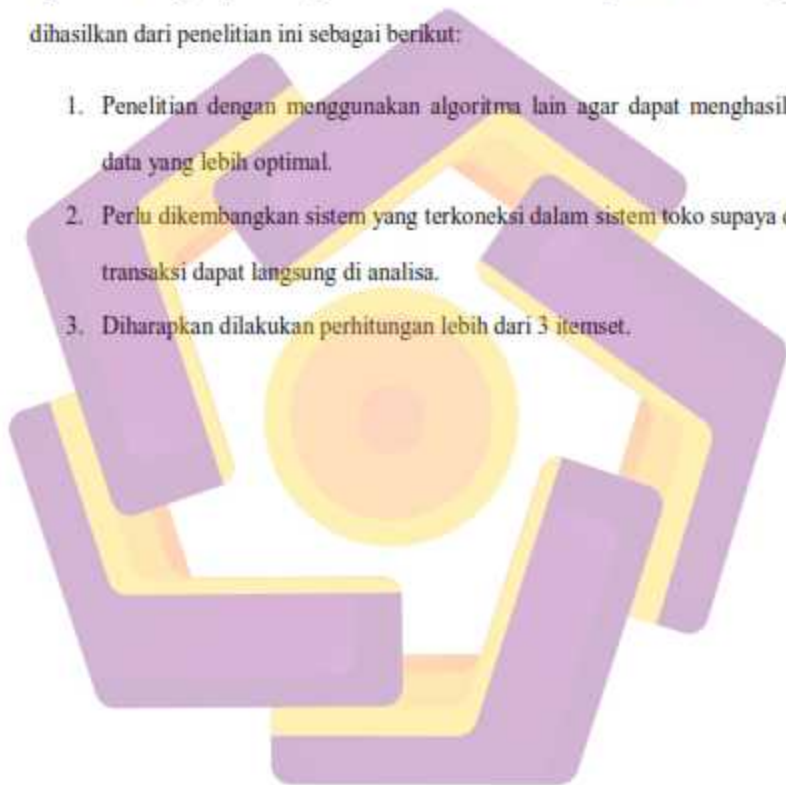 dihasilkan dari penelitian ini sebagai berikut:
1. Penelitian dengan menggunakan algoritma lain agar dapat
data yang lebih optimal.
2. Perlu dikembangkan sistem yang terkoneksi dalam sistem toko supaya
transaksi dapat langsung di analisa.
3. Diharapkan dilakukan perhitungan lebih dari 3 itemset.